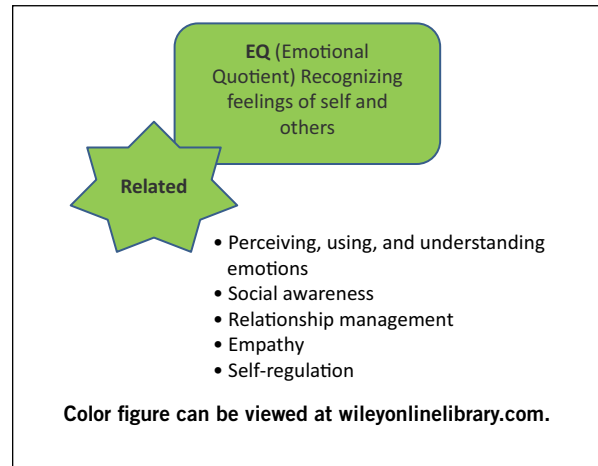 EQ (Emotional
Quotient) Recognizing
feelings of self and
others
Related
• Perceiving, using, and understanding
emotions
• Social awareness
• Relationship management
• Empathy
• Self-regulation
Color figure can be viewed at wileyonlinelibrary.com.